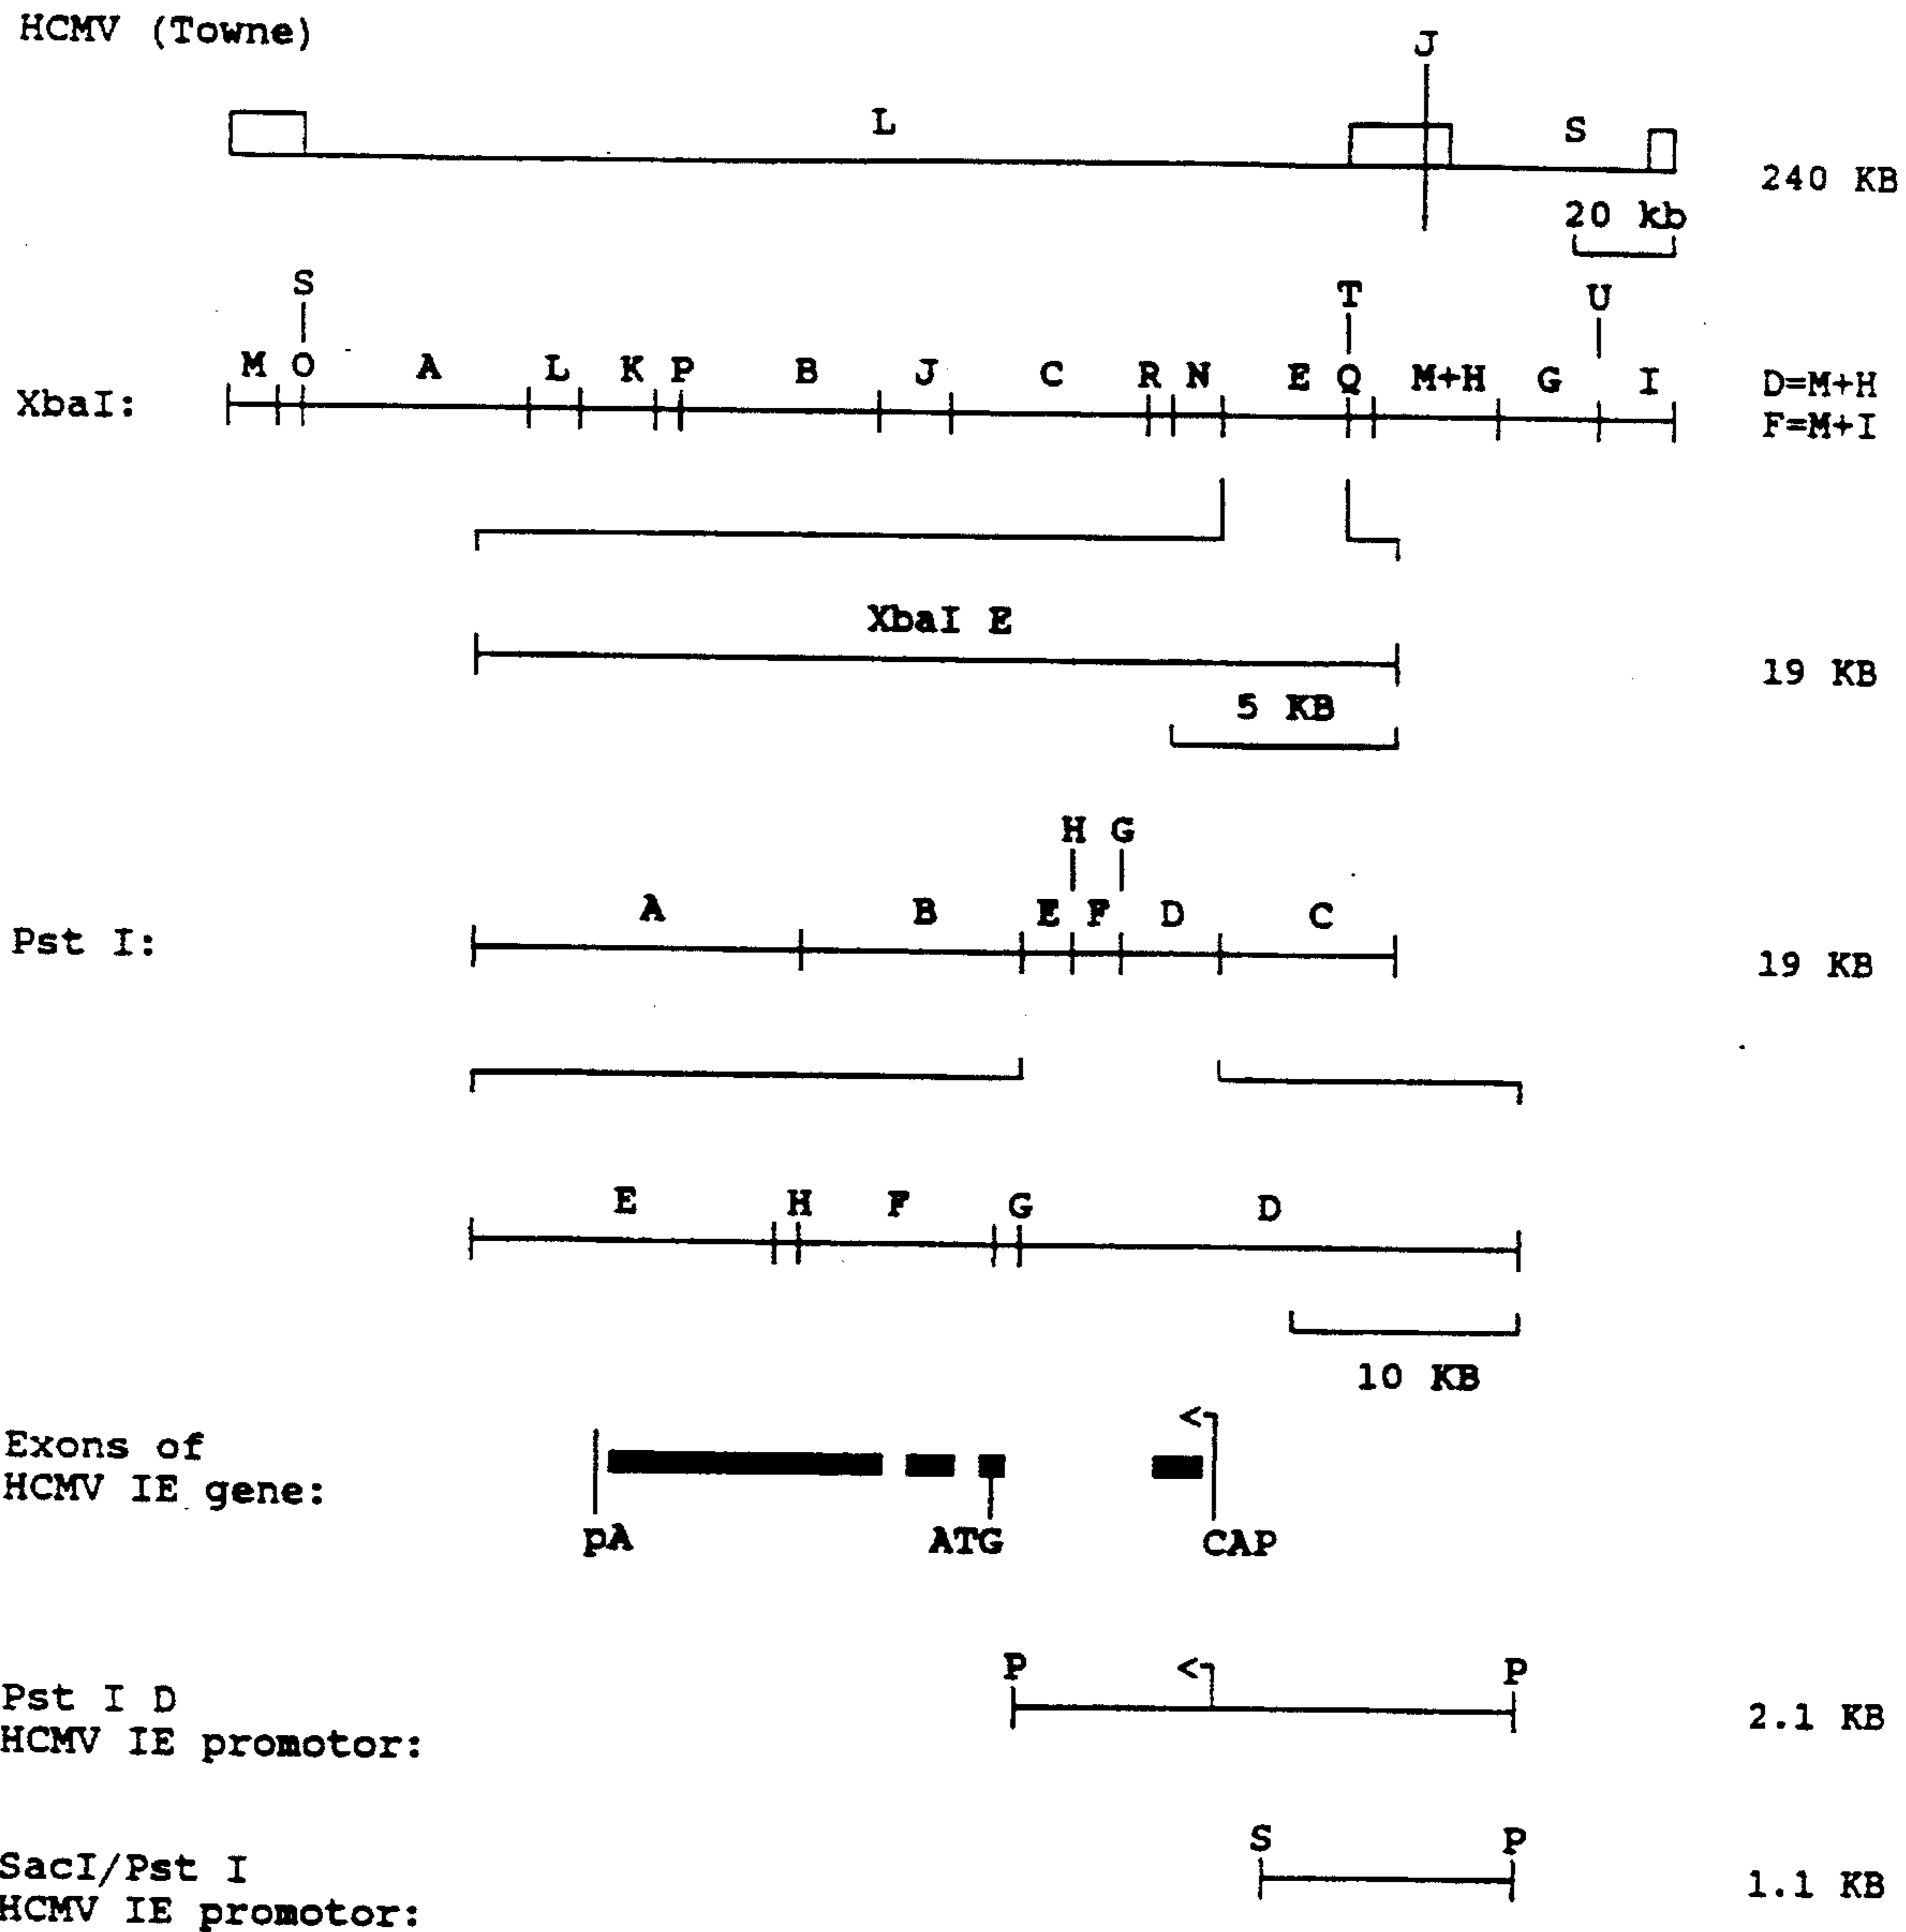 HCMV (Towne)
J
L
S
240 KB
20 kb
S
T
U
M O A L K P B J C R N E Q M+H G I
XbaI:
D=M+H
F=M+I
XbaI E
19 KB
5 KB
H G
A B E F D C
Pst I:
19 KB
E H F G D
10 KB
<
Exons of
HCMV IE gene:
pA ATG CAP
P < P
Pst I D
HCMV IE promotor:
2.1 KB
S P
SacI/Pst I
HCMV IE promotor:
1.1 KB